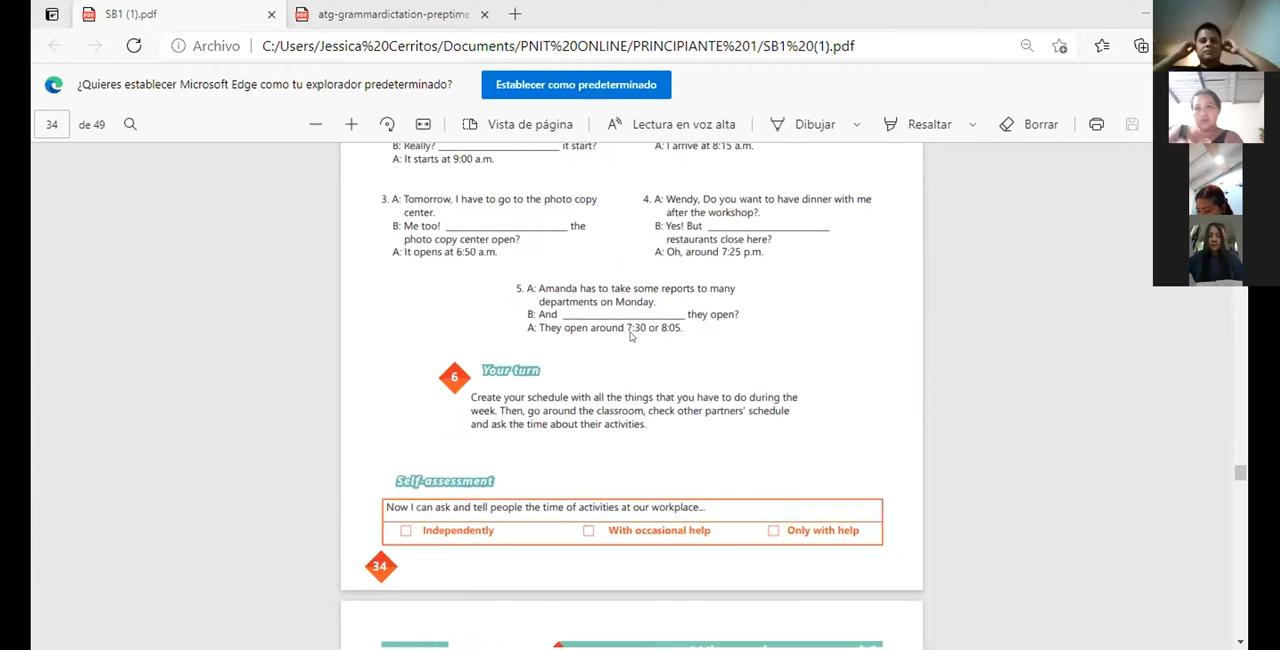 SB1 (1).pdf
atg-grammardictation-preptime
Archivo
C:/Users/Jessica%20Cerritos/Documents/PNIT%20ONLINE/PRINCIPIANTE%201/SB1%20(1).pdf
¿Quieres establecer Microsoft Edge como tu explorador predeterminado?
Establecer como predeterminado
34
de 49
Vista de página
Lectura en voz alta
Dibujar
Resaltar
Borrar
B: Really? ____________________ it start?
A: It starts at 9:00 a.m.
A: I arrive at 8:15 a.m.
3. A: Tomorrow, I have to go to the photo copy
center.
B: Me too! ____________________ the
photo copy center open?
A: It opens at 6:50 a.m.
4. A: Wendy, Do you want to have dinner with me
after the workshop?.
B: Yes! But ____________________
restaurants close here?
A: Oh, around 7:25 p.m.
5. A: Amanda has to take some reports to many
departments on Monday.
B: And ____________________ they open?
A: They open around 7:30 or 8:05.
6
Your turn
Create your schedule with all the things that you have to do during the
week. Then, go around the classroom, check other partners' schedule
and ask the time about their activities.
Self-assessment
Now I can ask and tell people the time of activities at our workplace...
Independently
With occasional help
Only with help
34